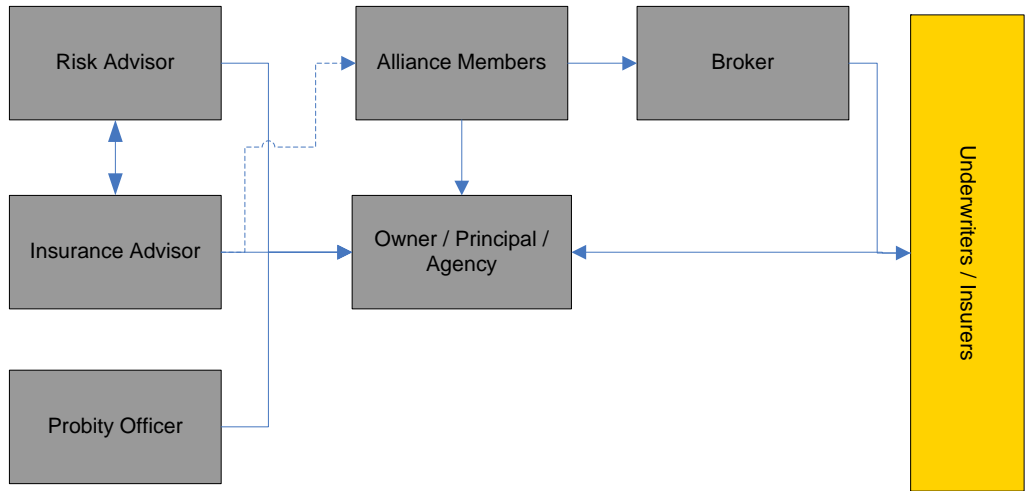 Risk Advisor
Alliance Members
Broker
Insurance Advisor
Owner / Principal /
Agency
Probity Officer
Underwriters / Insurers